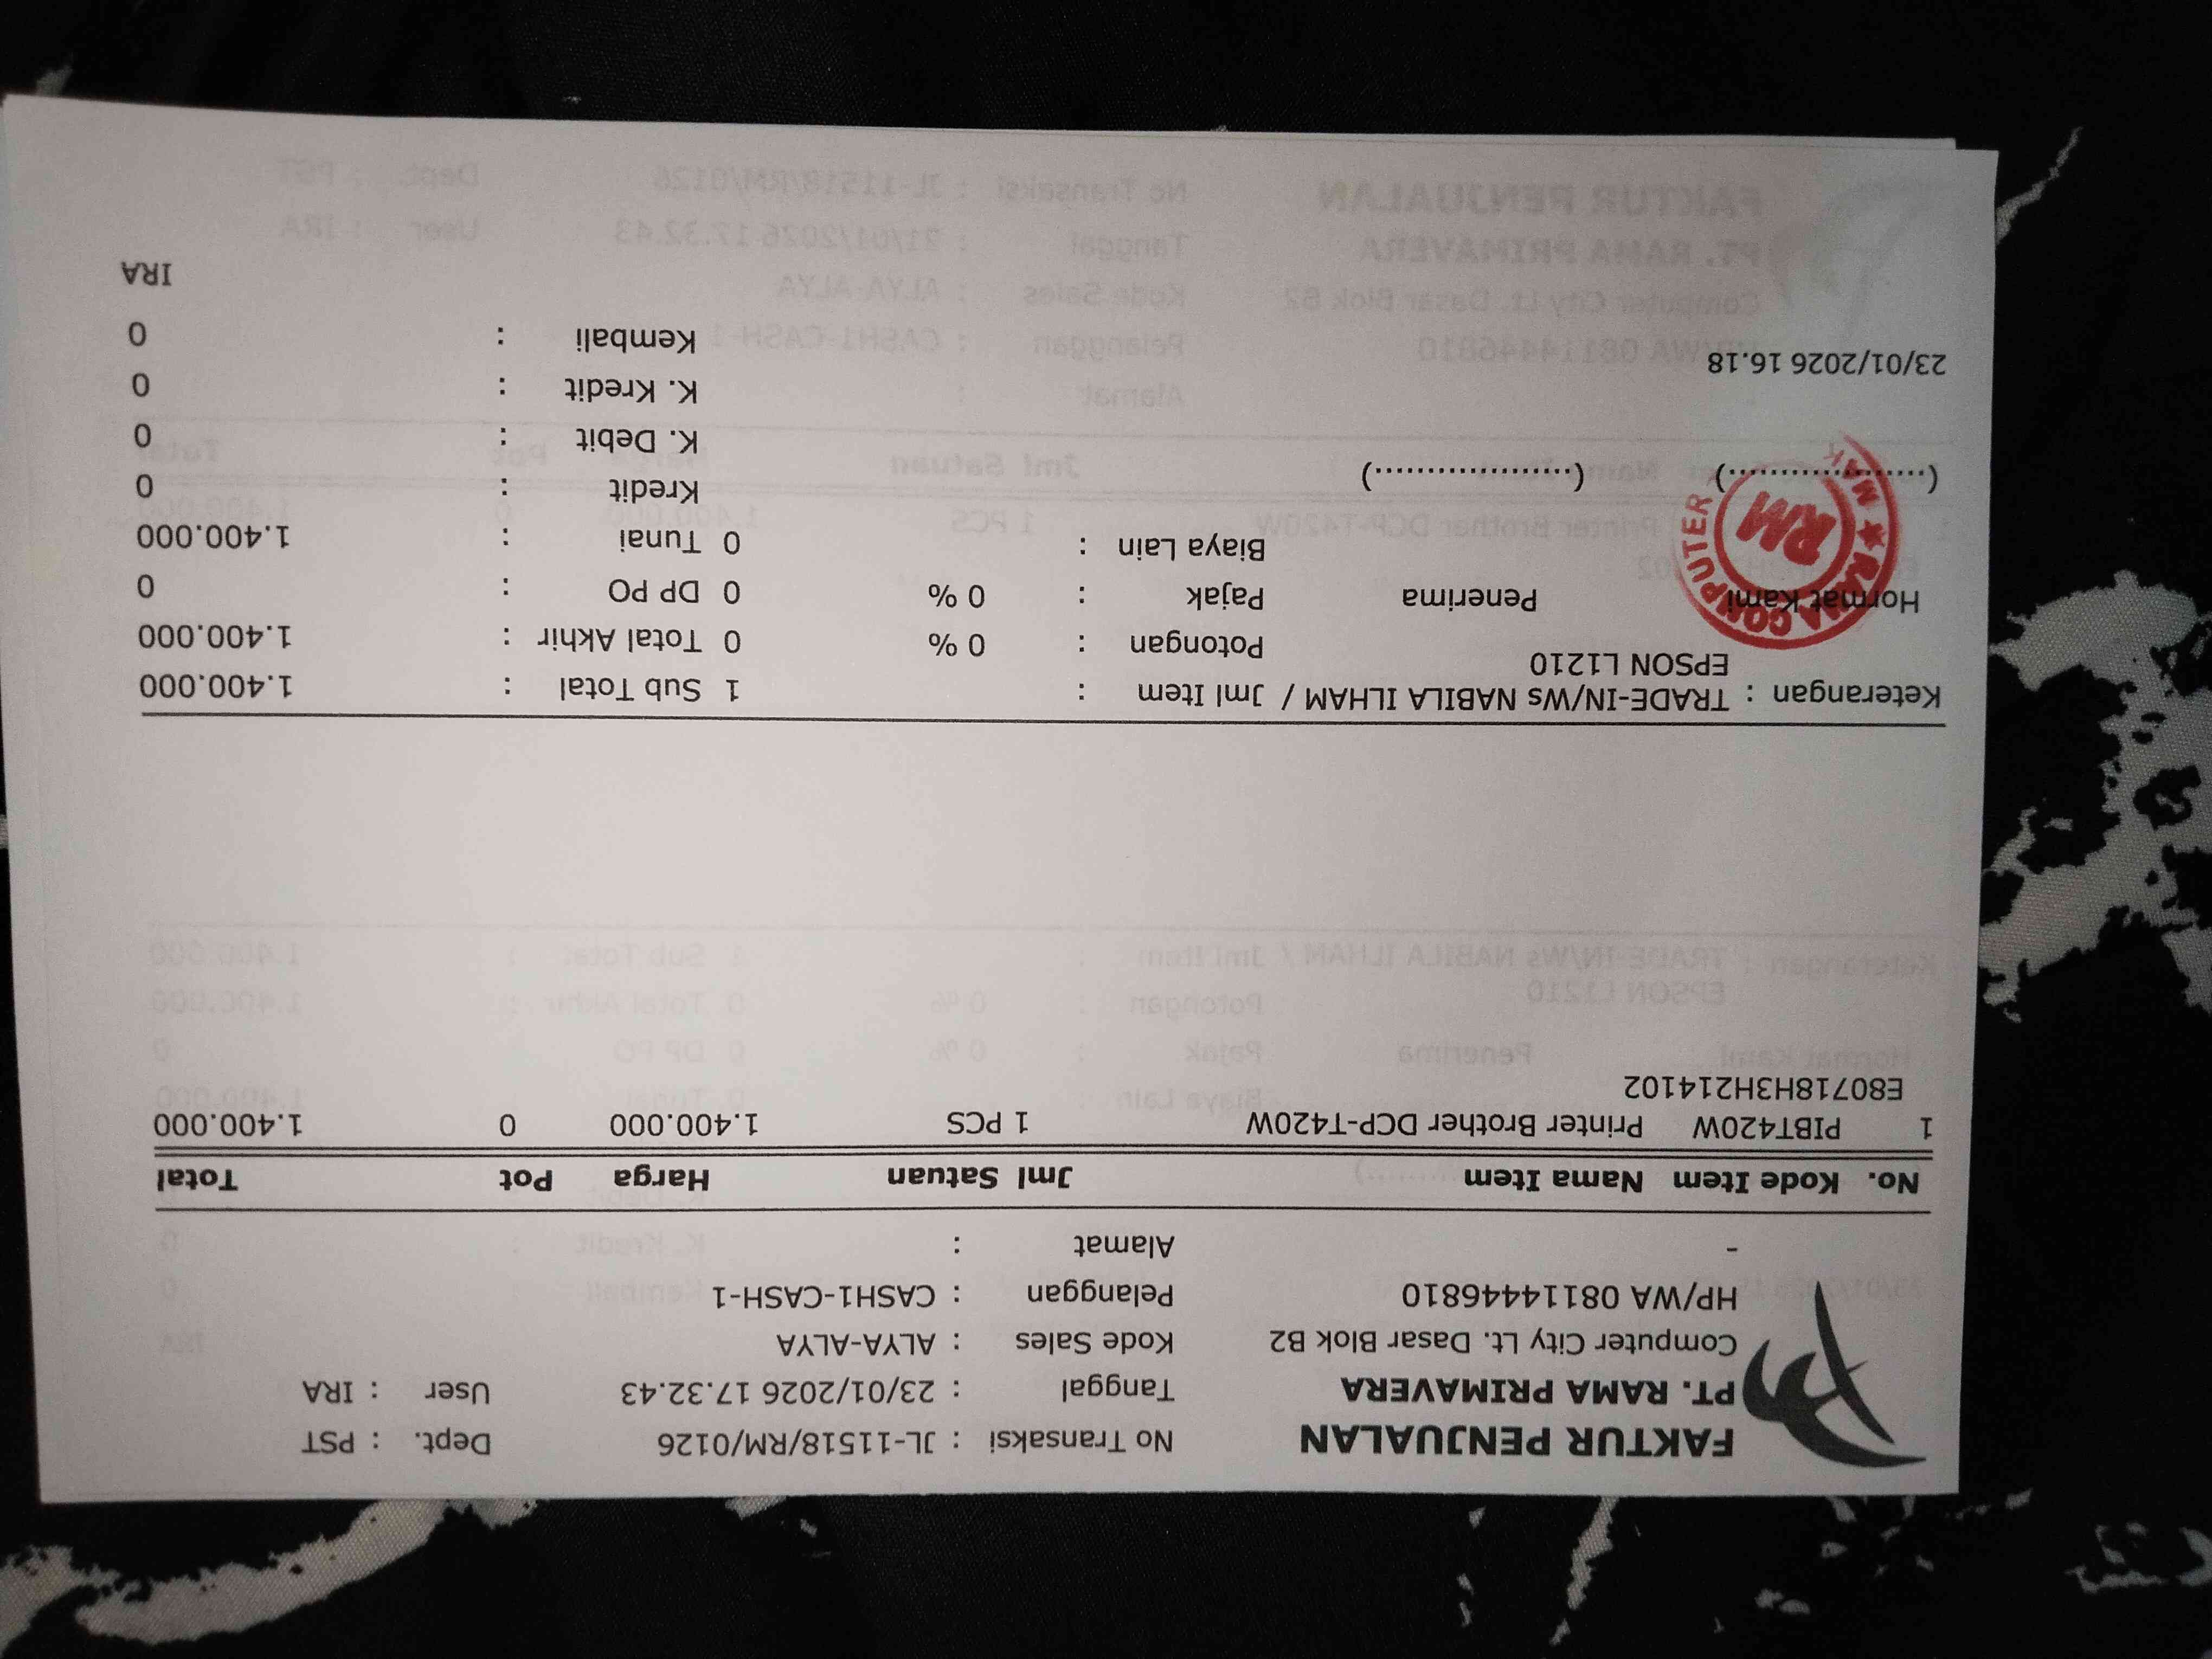 FAKTUR PENJUALAN
PT. RAMA PRIMAVERA
Computer City Lt. Dasar Blok B2
HP/WA 08114446810
-
No Transaksi : JL-11518/RM/0126
Tanggal : 23/01/2026 17.32.43
Kode Sales : ALYA-ALYA
Pelanggan : CASH1-CASH-1
Alamat :
Dept. : PST
User : IRA
No. Kode Item Nama Item Jml Satuan Harga Pot Total
1 PIBT420W Printer Brother DCP-T420W 1 PCS 1.400.000 0 1.400.000
E80718H3H214102
Keterangan : TRADE-IN/Ws NABILA ILHAM / EPSON L1210
Hormat Kami Penerima
(....................) (....................)
23/01/2026 16.18
Jml Item : 1
Potongan : 0 % 0
Pajak : 0 % 0
Biaya Lain : 0
Sub Total : 1.400.000
Total Akhir : 1.400.000
DP PO : 0
Tunai : 1.400.000
Kredit : 0
K. Debit : 0
K. Kredit : 0
Kembali : 0
IRA
RAMA COMPUTER
RM